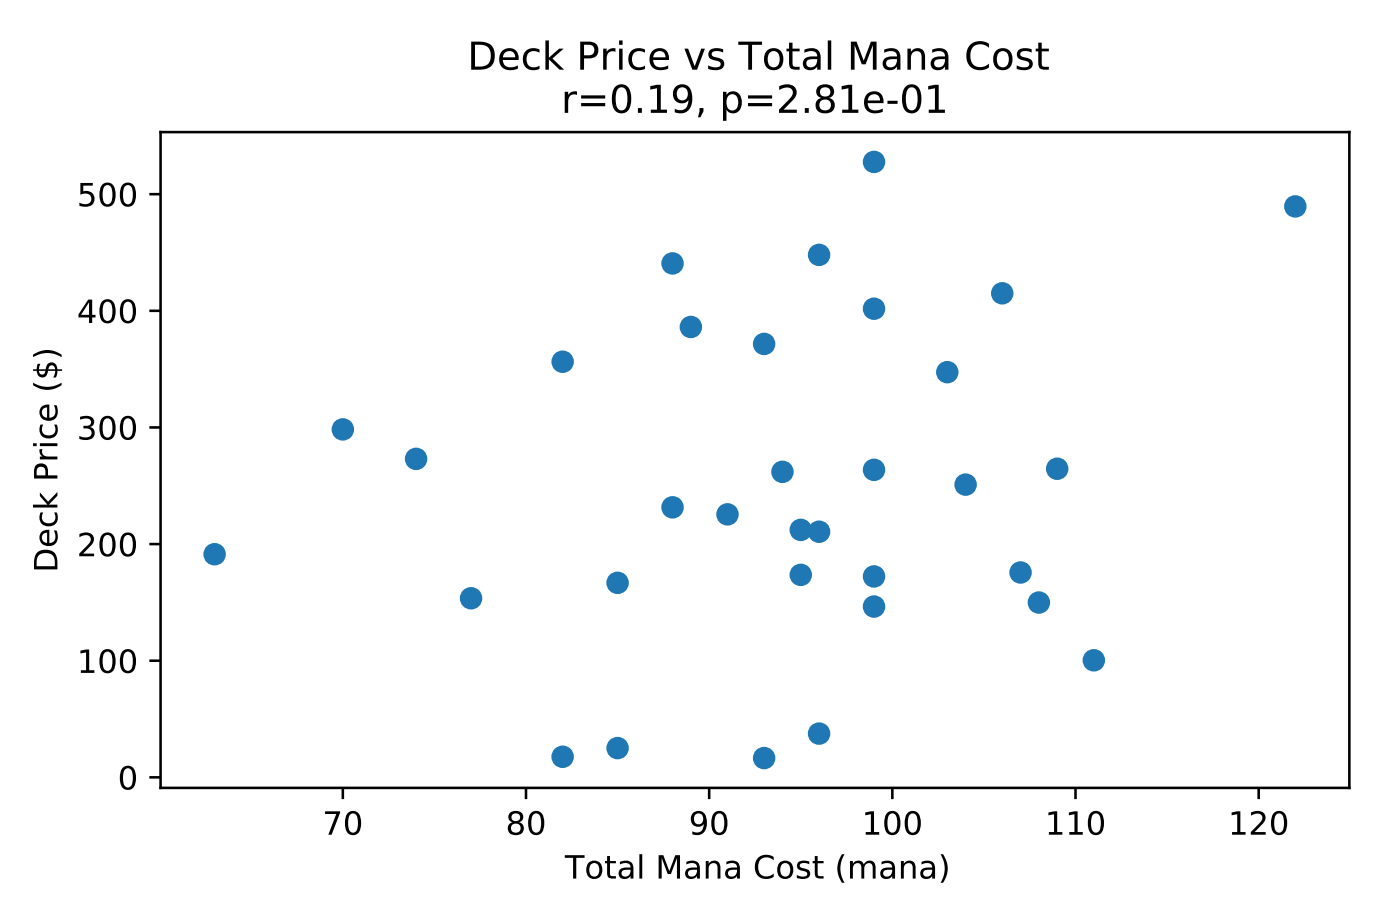 Deck Price vs Total Mana Cost
r=0.19, p=2.81e-01
Deck Price ($)
500
400
300
200
100
0
70 80 90 100 110 120
Total Mana Cost (mana)